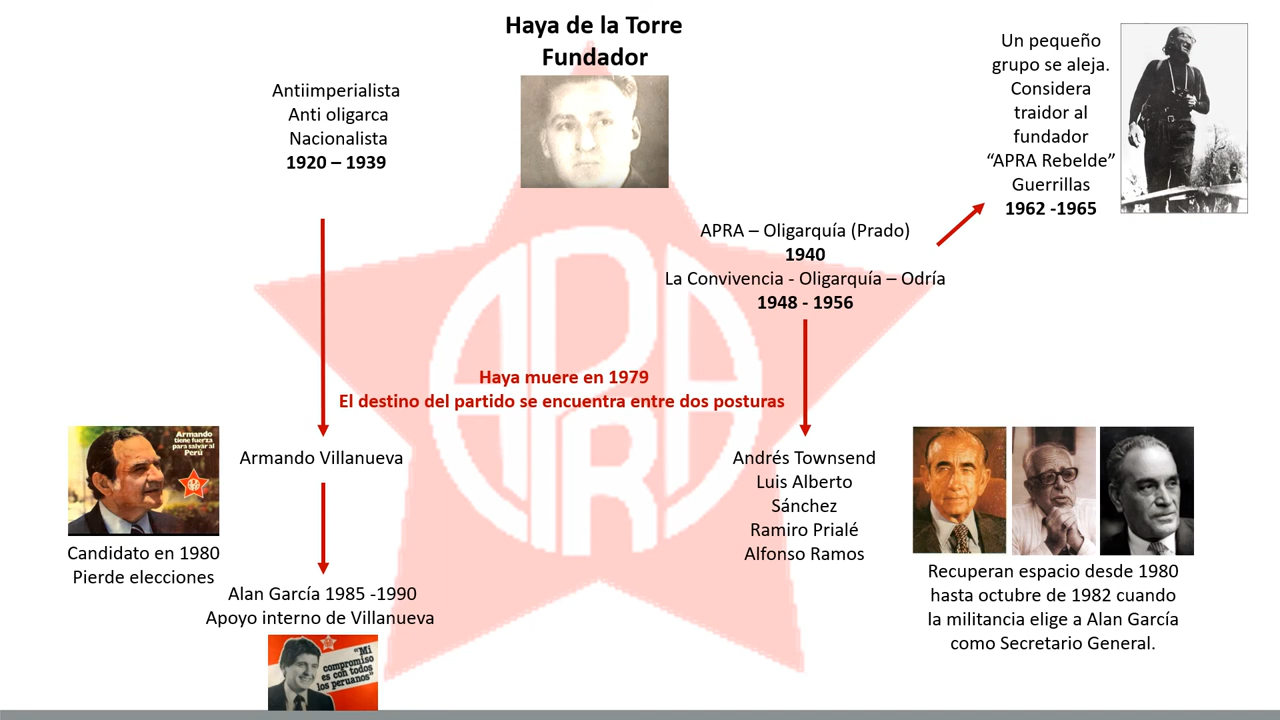 Haya de la Torre
Fundador
Antiimperialista
Anti oligarca
Nacionalista
1920 – 1939
Un pequeño
grupo se aleja.
Considera
traidor al
fundador
“APRA Rebelde”
Guerrillas
1962 -1965
APRA – Oligarquía (Prado)
1940
La Convivencia - Oligarquía – Odría
1948 - 1956
APRA
Haya muere en 1979
El destino del partido se encuentra entre dos posturas
Armando
tiene fuerza
para salvar al
Perú
Armando Villanueva
Candidato en 1980
Pierde elecciones
Alan García 1985 -1990
Apoyo interno de Villanueva
"Mi
compromiso
es con todos
los peruanos"
Andrés Townsend
Luis Alberto
Sánchez
Ramiro Prialé
Alfonso Ramos
Recuperan espacio desde 1980
hasta octubre de 1982 cuando
la militancia elige a Alan García
como Secretario General.